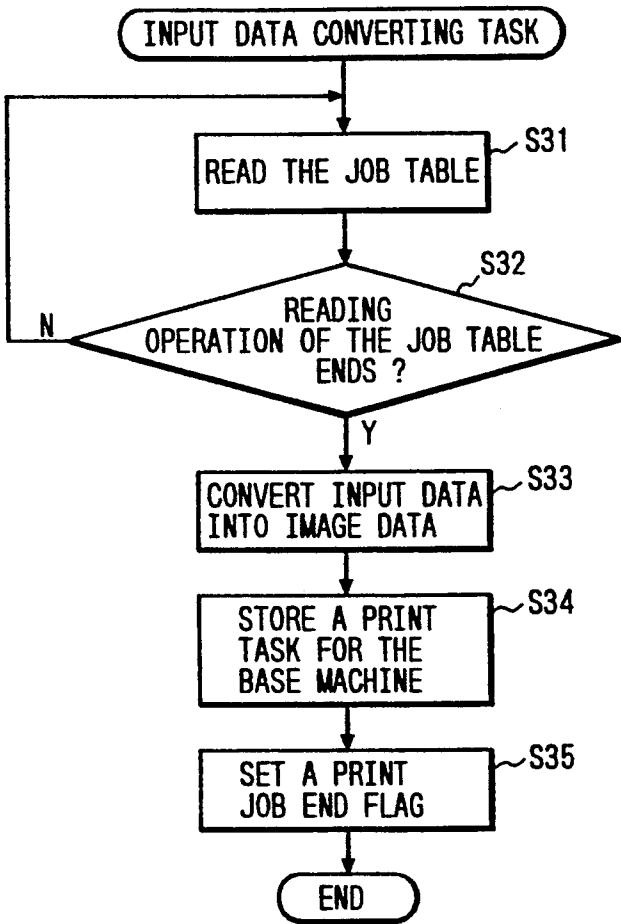 INPUT DATA CONVERTING TASK
S31
READ THE JOB TABLE
S32
READING
OPERATION OF THE JOB TABLE
ENDS ?
N
Y
S33
CONVERT INPUT DATA
INTO IMAGE DATA
S34
STORE A PRINT
TASK FOR THE
BASE MACHINE
S35
SET A PRINT
JOB END FLAG
END